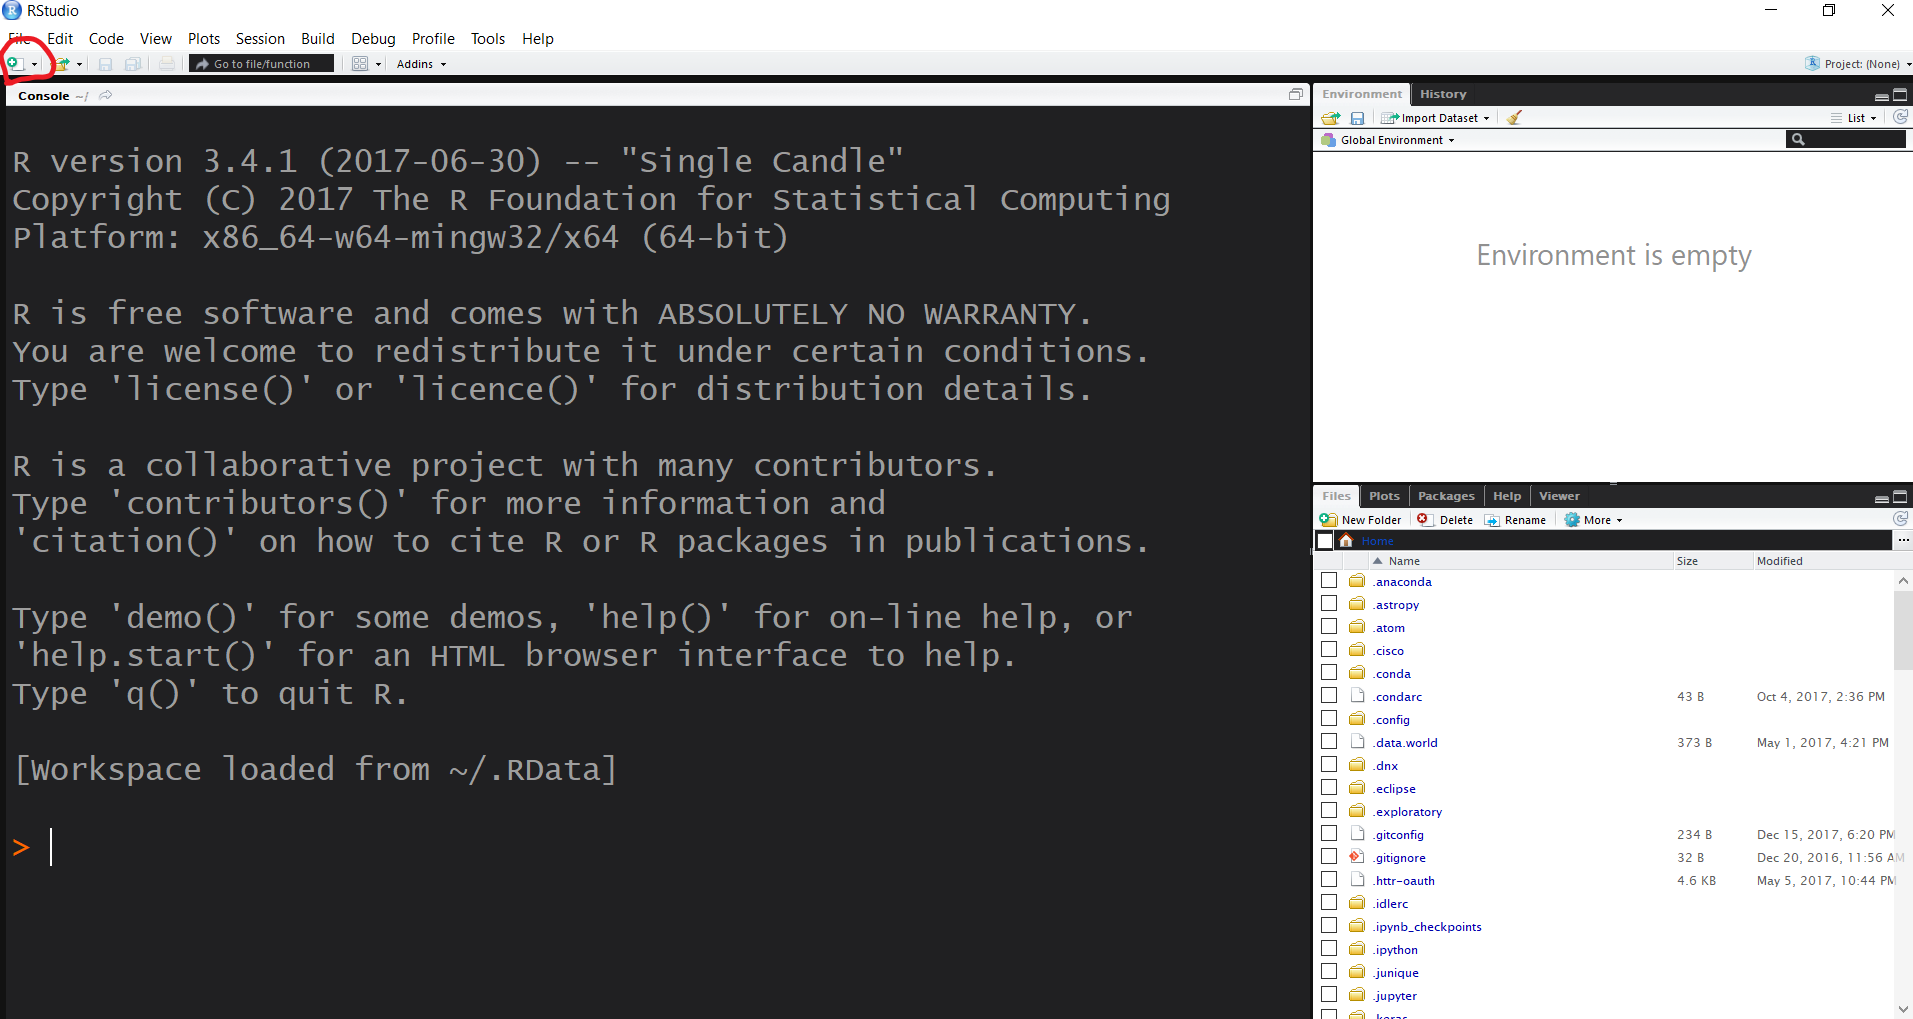 RStudio
File Edit Code View Plots Session Build Debug Profile Tools Help
Go to file/function Addins Project: (None)
Console ~/
R version 3.4.1 (2017-06-30) -- "Single Candle"
Copyright (C) 2017 The R Foundation for Statistical Computing
Platform: x86_64-w64-mingw32/x64 (64-bit)
R is free software and comes with ABSOLUTELY NO WARRANTY.
You are welcome to redistribute it under certain conditions.
Type 'license()' or 'licence()' for distribution details.
R is a collaborative project with many contributors.
Type 'contributors()' for more information and
'citation()' on how to cite R or R packages in publications.
Type 'demo()' for some demos, 'help()' for on-line help, or
'help.start()' for an HTML browser interface to help.
Type 'q()' to quit R.
[Workspace loaded from ~/.RData]
>
Environment History
Import Dataset List
Global Environment
Environment is empty
Files Plots Packages Help Viewer
New Folder Delete Rename More
Home ...
Name Size Modified
.anaconda
.astropy
.atom
.cisco
.conda
.condarc 43 B Oct 4, 2017, 2:36 PM
.config
.data.world 373 B May 1, 2017, 4:21 PM
.dnx
.eclipse
.exploratory
.gitconfig 234 B Dec 15, 2017, 6:20 PM
.gitignore 32 B Dec 20, 2016, 11:56 AM
.httr-oauth 4.6 KB May 5, 2017, 10:44 PM
.idlerc
.ipynb_checkpoints
.ipython
.junique
.jupyter